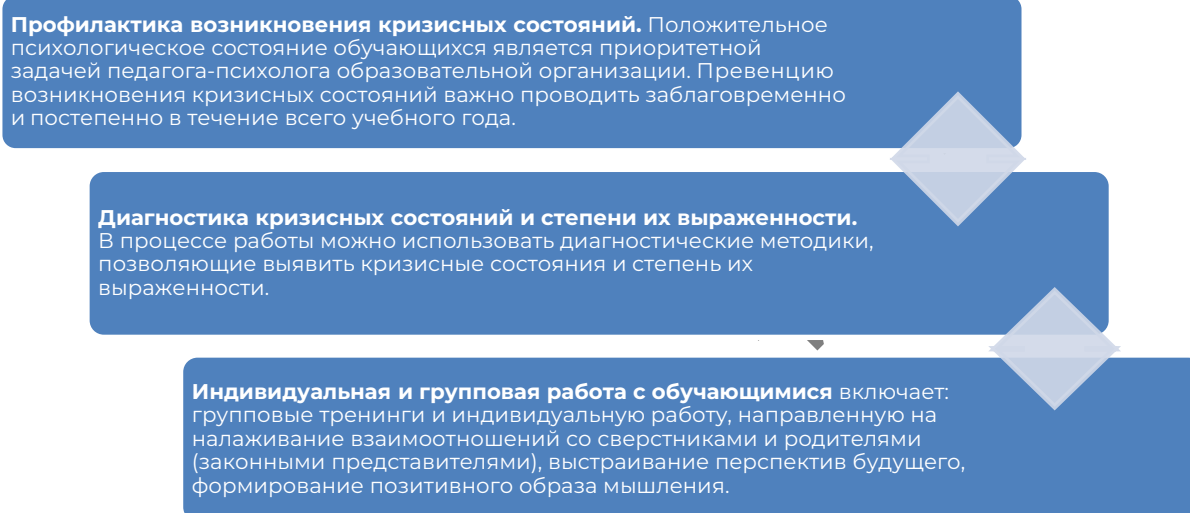 Профилактика возникновения кризисных состояний. Положительное
психологическое состояние обучающихся является приоритетной
задачей педагога-психолога образовательной организации. Превенцию
возникновения кризисных состояний важно проводить заблаговременно
и постепенно в течение всего учебного года.
Диагностика кризисных состояний и степени их выраженности.
В процессе работы можно использовать диагностические методики,
позволяющие выявить кризисные состояния и степень их
выраженности.
Индивидуальная и групповая работа с обучающимися включает:
групповые тренинги и индивидуальную работу, направленную на
налаживание взаимоотношений со сверстниками и родителями
(законными представителями), выстраивание перспектив будущего,
формирование позитивного образа мышления.